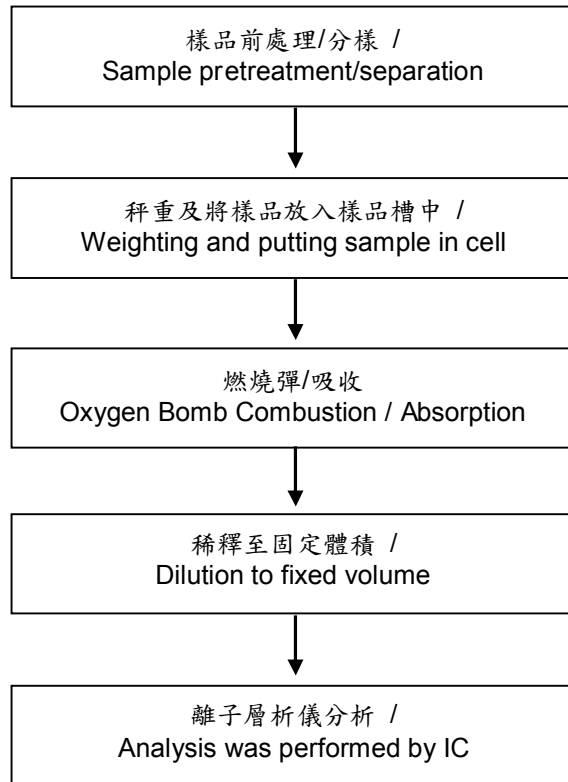 樣品前處理/分樣 /
Sample pretreatment/separation
秤重及將樣品放入樣品槽中 /
Weighting and putting sample in cell
燃燒彈/吸收
Oxygen Bomb Combustion / Absorption
稀釋至固定體積 /
Dilution to fixed volume
離子層析儀分析 /
Analysis was performed by IC